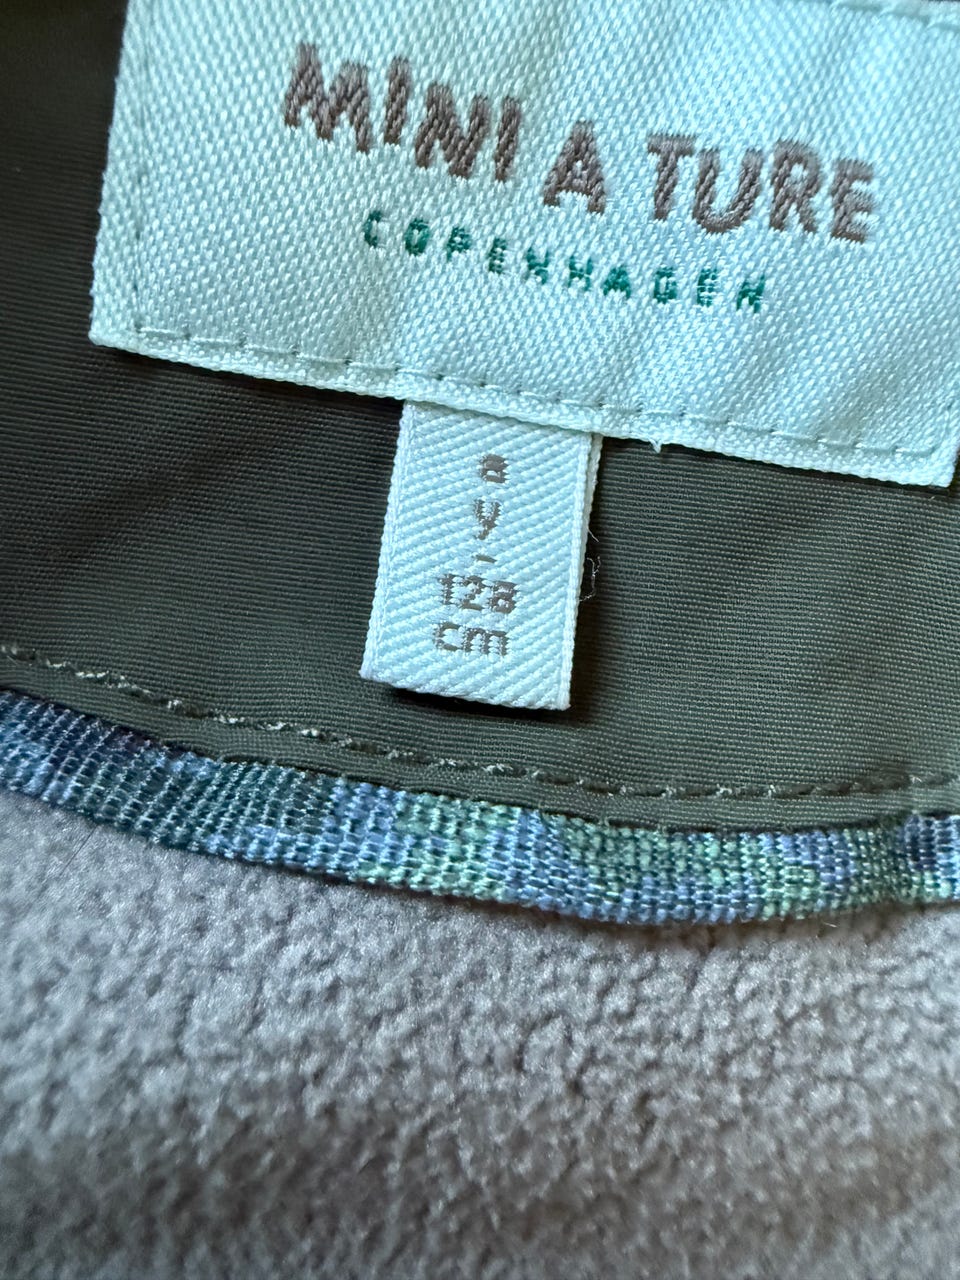 MINI A TURE
COPENHAGEN
8
y
-
128
cm